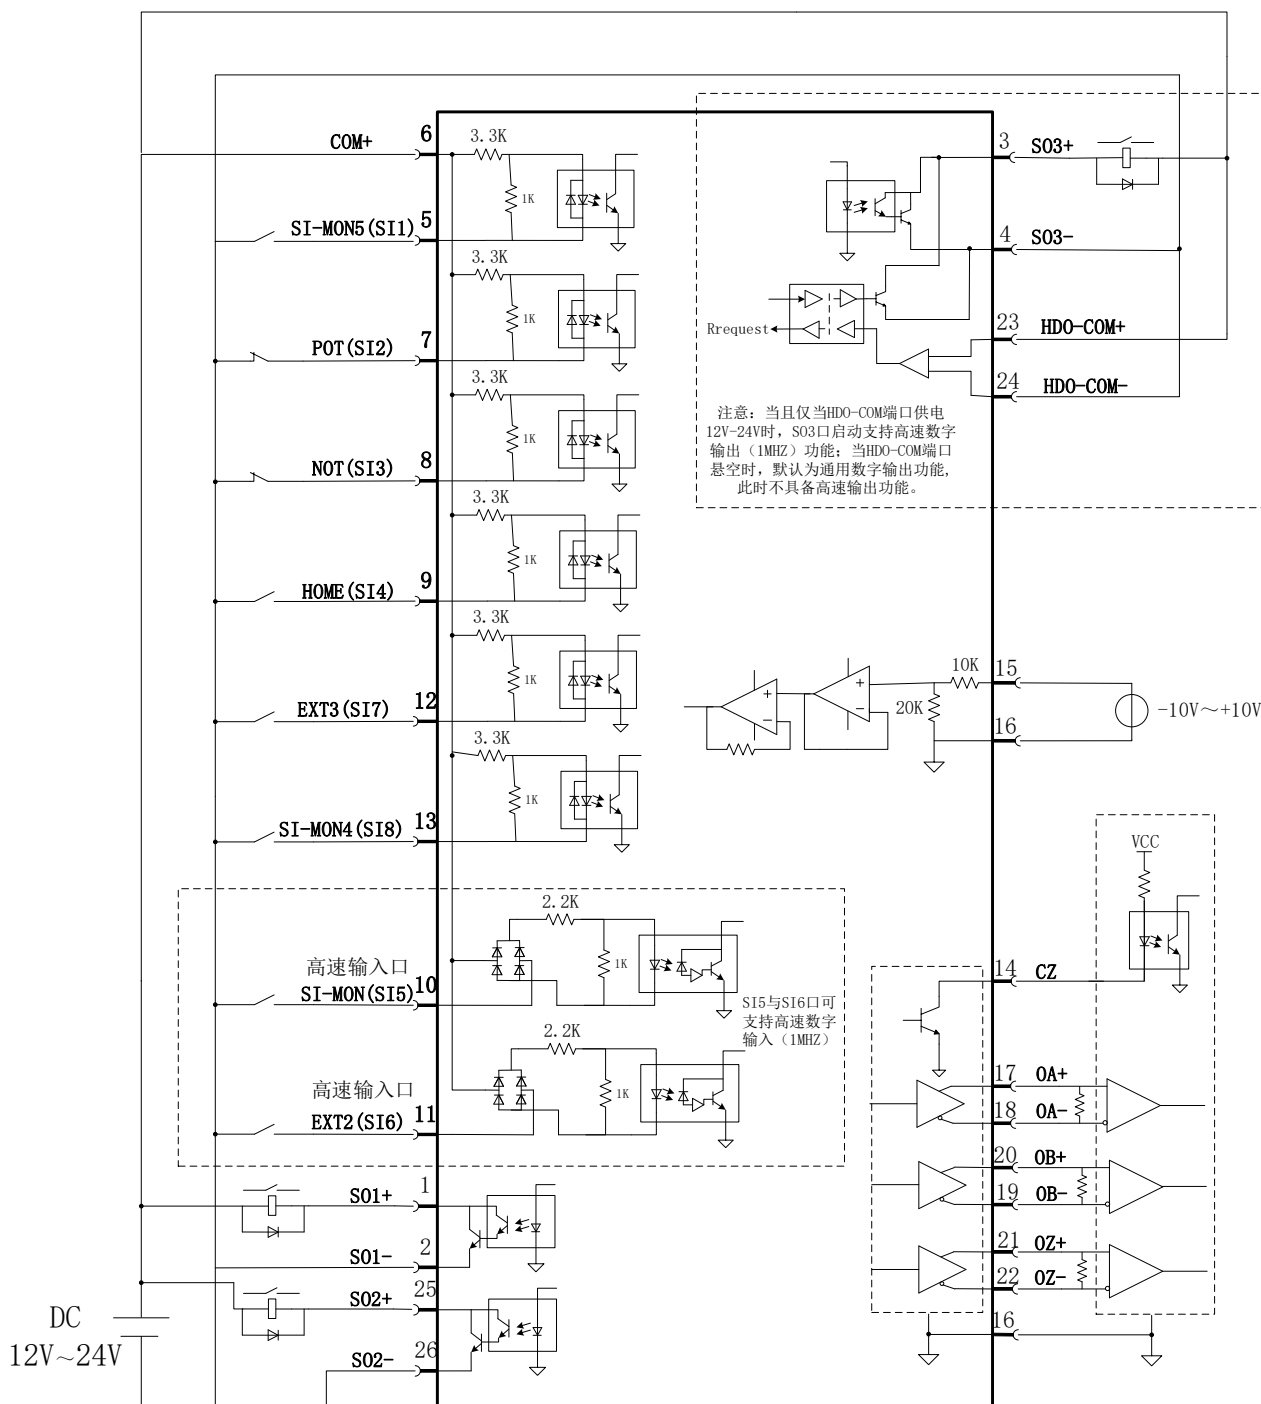 COM+
6
3.3K
1K
SI-MON5(SI1)
5
3.3K
1K
POT(SI2)
7
3.3K
1K
NOT(SI3)
8
3.3K
1K
HOME(SI4)
9
3.3K
1K
EXT3(SI7)
12
3.3K
1K
SI-MON4(SI8)
13
高速输入口
SI-MON(SI5)
10
2.2K
1K
SI5与SI6口可
支持高速数字
输入（1MHZ）
高速输入口
EXT2(SI6)
11
2.2K
1K
SO1+
1
SO1-
2
SO2+
25
SO2-
26
DC
12V~24V
3
SO3+
4
SO3-
23
HDO-COM+
24
HDO-COM-
Rrequest
注意：当且仅当HDO-COM端口供电
12V-24V时，SO3口启动支持高速数字
输出（1MHZ）功能；当HDO-COM端口
悬空时，默认为通用数字输出功能，
此时不具备高速输出功能。
10K
15
20K
16
-10V～+10V
+
−
+
−
VCC
14
CZ
17
OA+
18
OA-
20
OB+
19
OB-
21
OZ+
22
OZ-
16